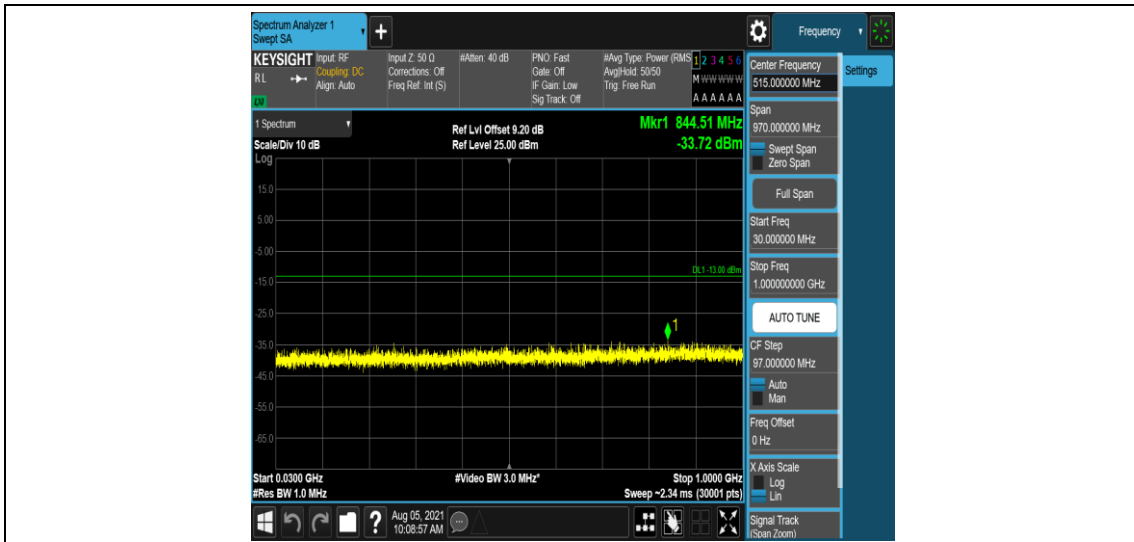 Spectrum Analyzer 1
Swept SA
Frequency
KEYSIGHT
RL
LM
Input: RF
Coupling: DC
Align: Auto
Input Z: 50 Ω
Corrections: Off
Freq Ref: Int (S)
#Atten: 40 dB
PNO: Fast
Gate: Off
IF Gain: Low
Sig Track: Off
#Avg Type: Power (RMS
Avg|Hold: 50/50
Trig: Free Run
1 2 3 4 5 6
M W W W W W
A A A A A A
Center Frequency
515.000000 MHz
Settings
1 Spectrum
Scale/Div 10 dB
Ref Lvl Offset 9.20 dB
Ref Level 25.00 dBm
Mkr1 844.51 MHz
-33.72 dBm
Span
970.000000 MHz
Swept Span
Zero Span
Full Span
Start Freq
30.000000 MHz
Stop Freq
1.000000000 GHz
AUTO TUNE
CF Step
97.000000 MHz
Auto
Man
Freq Offset
0 Hz
X Axis Scale
Log
Lin
Signal Track
(Span Zoom)
Log
15.0
5.00
-5.00
-15.0
-25.0
-35.0
-45.0
-55.0
-65.0
DL1 -13.00 dBm
1
Start 0.0300 GHz
#Res BW 1.0 MHz
#Video BW 3.0 MHz*
Stop 1.0000 GHz
Sweep ~2.34 ms (30001 pts)
?
Aug 05, 2021
10:08:57 AM